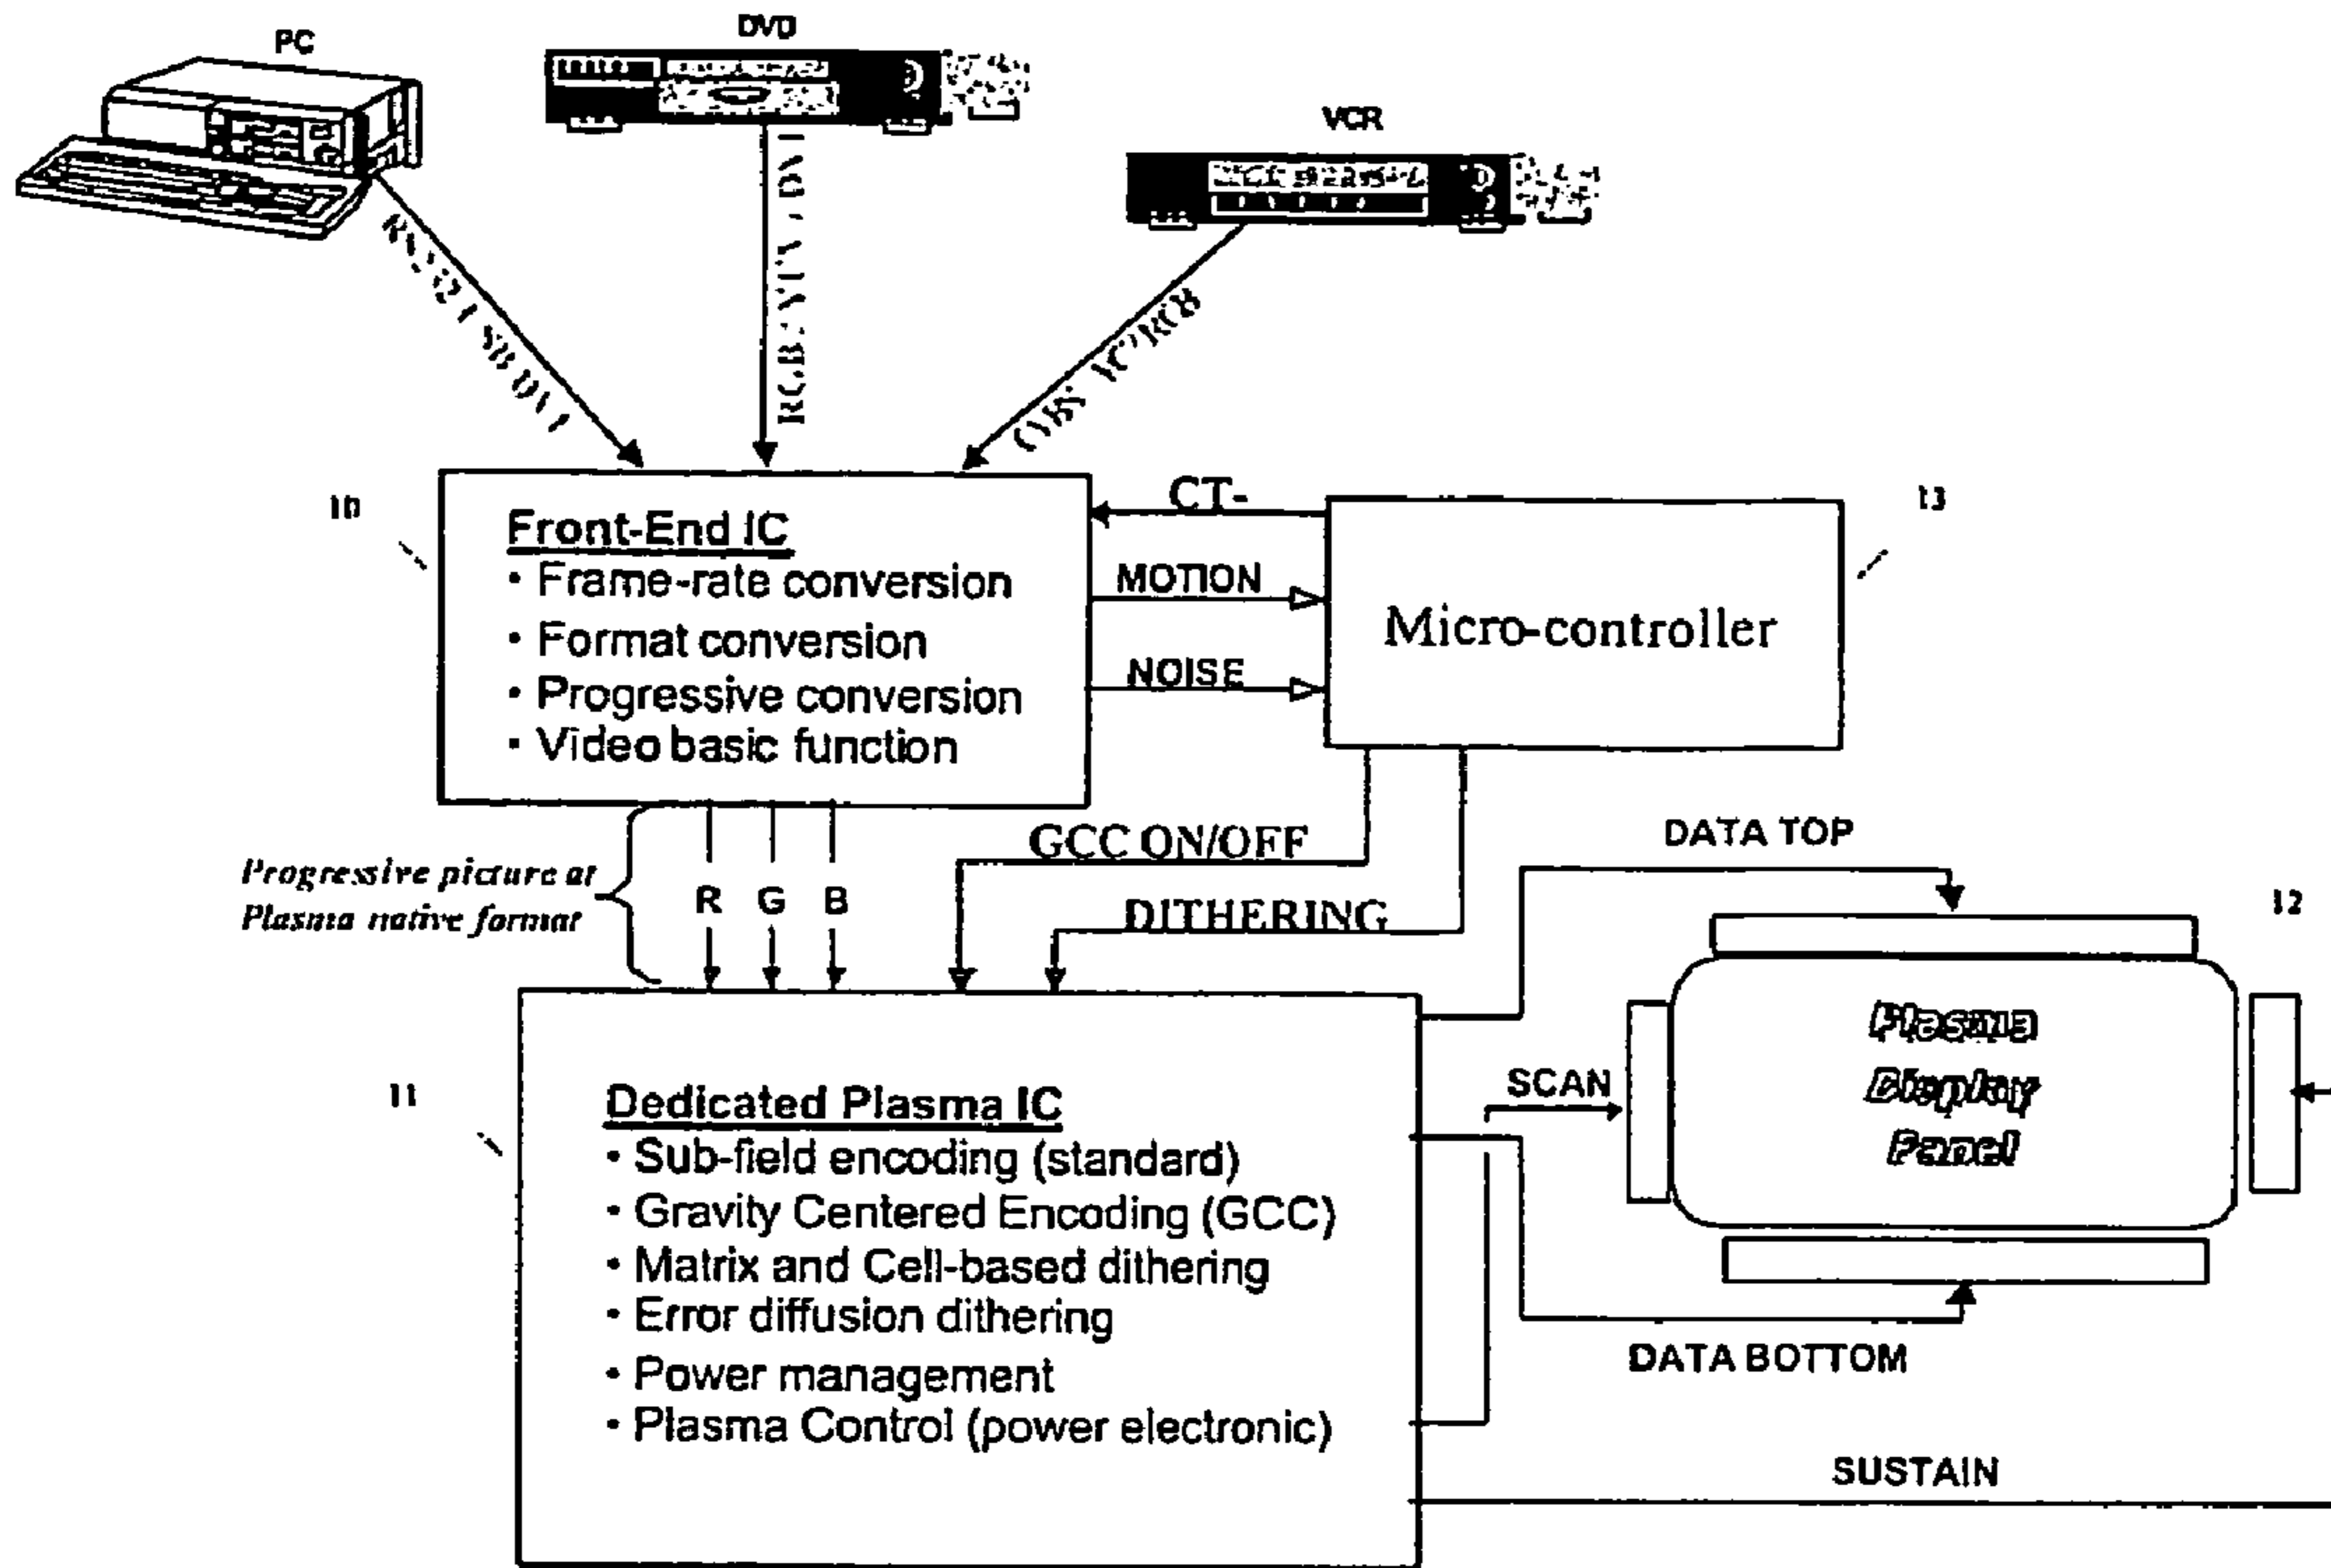 PC
DVD
VCR
10
CT-
13
Front-End IC
• Frame-rate conversion
• Format conversion
• Progressive conversion
• Video basic function
MOTION
NOISE
Micro-controller
Progressive picture at
Plasma native format
R G B
GCC ON/OFF
DITHERING
DATA TOP
12
Plasma
Display
Panel
11
SCAN
Dedicated Plasma IC
• Sub-field encoding (standard)
• Gravity Centered Encoding (GCC)
• Matrix and Cell-based dithering
• Error diffusion dithering
• Power management
• Plasma Control (power electronic)
DATA BOTTOM
SUSTAIN